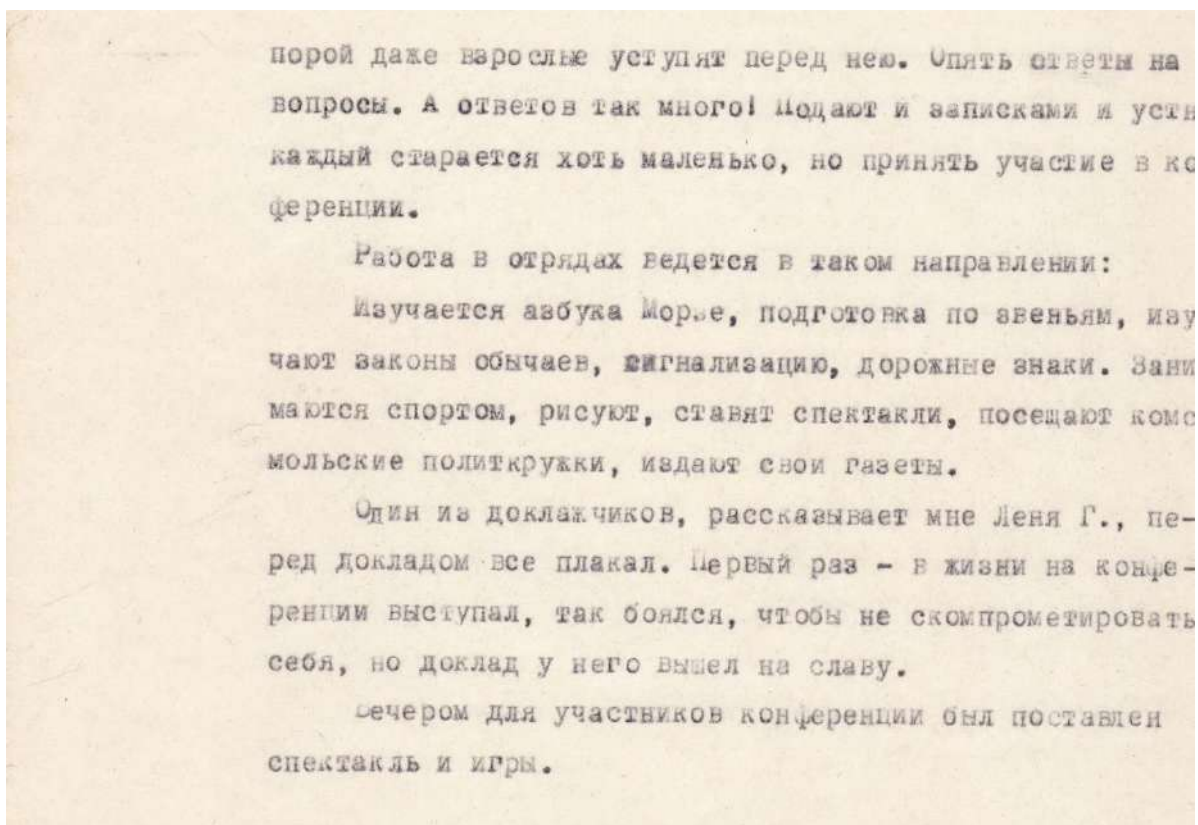 порой даже взрослые уступят перед нею. Опять ответы на
вопросы. А ответов так много! Подают и записками и устн
каждый старается хоть маленько, но принять участие в ко
ференции.
Работа в отрядах ведется в таком направлении:
Изучается азбука Морзе, подготовка по звеньям, изу
чают законы обычаев, сигнализацию, дорожные знаки. Зани
маются спортом, рисуют, ставят спектакли, посещают комс
мольские политкружки, издают свои газеты.
Один из доклажчиков, рассказывает мне Леня Г., пе-
ред докладом все плакал. Первый раз - в жизни на конфе-
ренции выступал, так боялся, чтобы не скомпрометировать
себя, но доклад у него вышел на славу.
Вечером для участников конференции был поставлен
спектакль и игры.